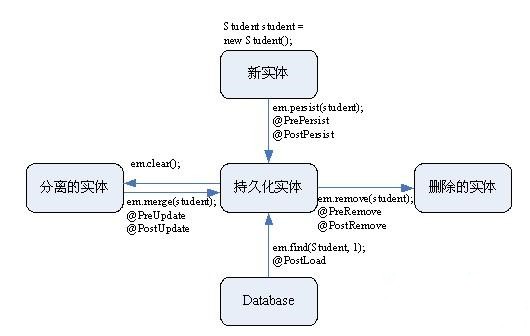 Student student =
new Student();
新实体
em.persist(student);
@PrePersist
@PostPersist
em.clear();
分离的实体
持久化实体
删除的实体
em.merge(student);
@PreUpdate
@PostUpdate
em.remove(student);
@PreRemove
@PostRemove
em.find(Student, 1);
@PostLoad
Database